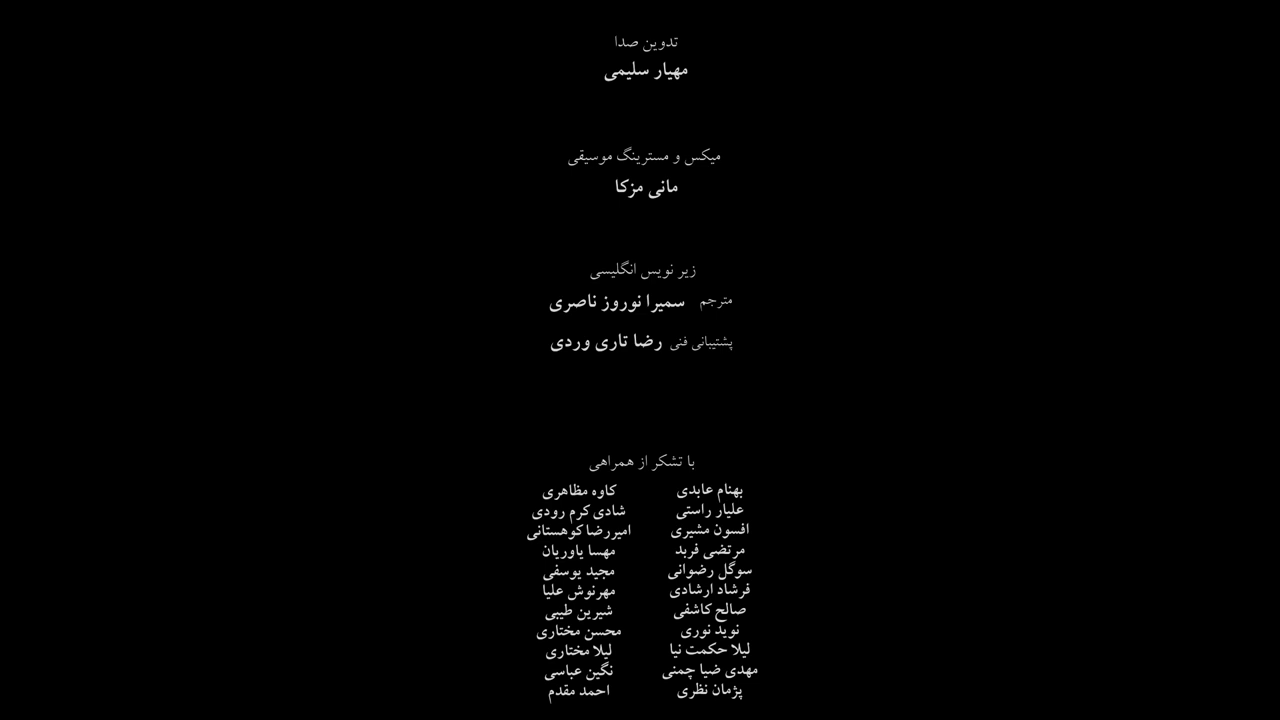 تدوین صدا
مهیار سلیمی
میکس و مسترینگ موسیقی
مانی مزکا
زیر نویس انگلیسی
مترجم سمیرا نوروز ناصری
پشتیبانی فنی رضا تاری وردی
با تشکر از همراهی
بهنام عابدی کاوه مظاهری
علیار راستی شادی کرم رودی
افسون مشیری امیررضا کوهستانی
مرتضی فربد مهسا یاوریان
سوگل رضوانی مجید یوسفی
فرشاد ارشادی مهرنوش علیا
صالح کاشفی شیرین طیبی
نوید نوری محسن مختاری
لیلا حکمت نیا لیلا مختاری
مهدی ضیا چمنی نگین عباسی
پژمان نظری احمد مقدم